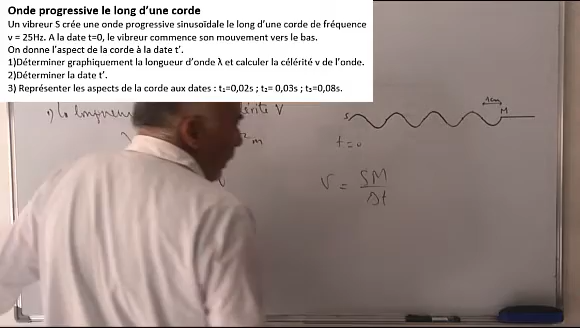 Onde progressive le long d'une corde
Un vibreur S crée une onde progressive sinusoïdale le long d'une corde de fréquence
ν = 25Hz. A la date t=0, le vibreur commence son mouvement vers le bas.
On donne l'aspect de la corde à la date t'.
1)Déterminer graphiquement la longueur d'onde λ et calculer la célérité v de l'onde.
2)Déterminer la date t'.
3) Représenter les aspects de la corde aux dates : t₁=0,02s ; t₂= 0,03s ; t₃=0,08s.
1) la longueur
V
1cm
S
M
m
t=0
V = SM/Δt